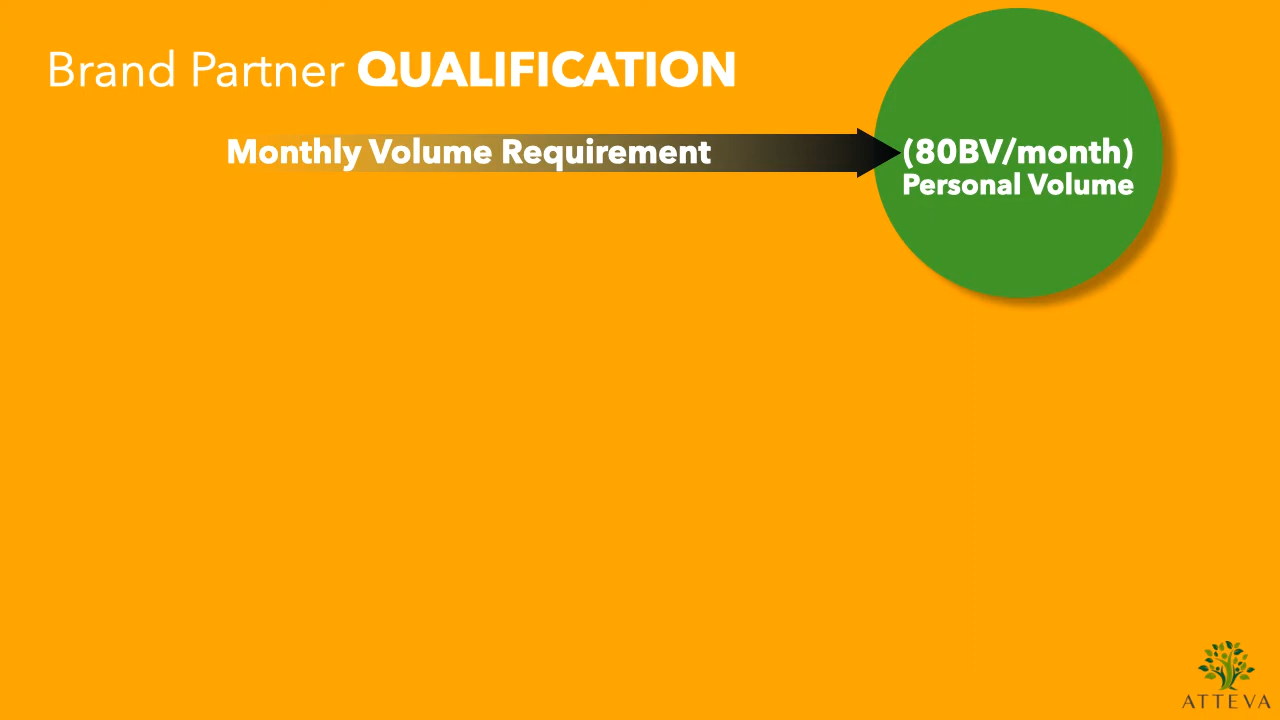 Brand Partner QUALIFICATION
Monthly Volume Requirement
(80BV/month)
Personal Volume
ATTEVA